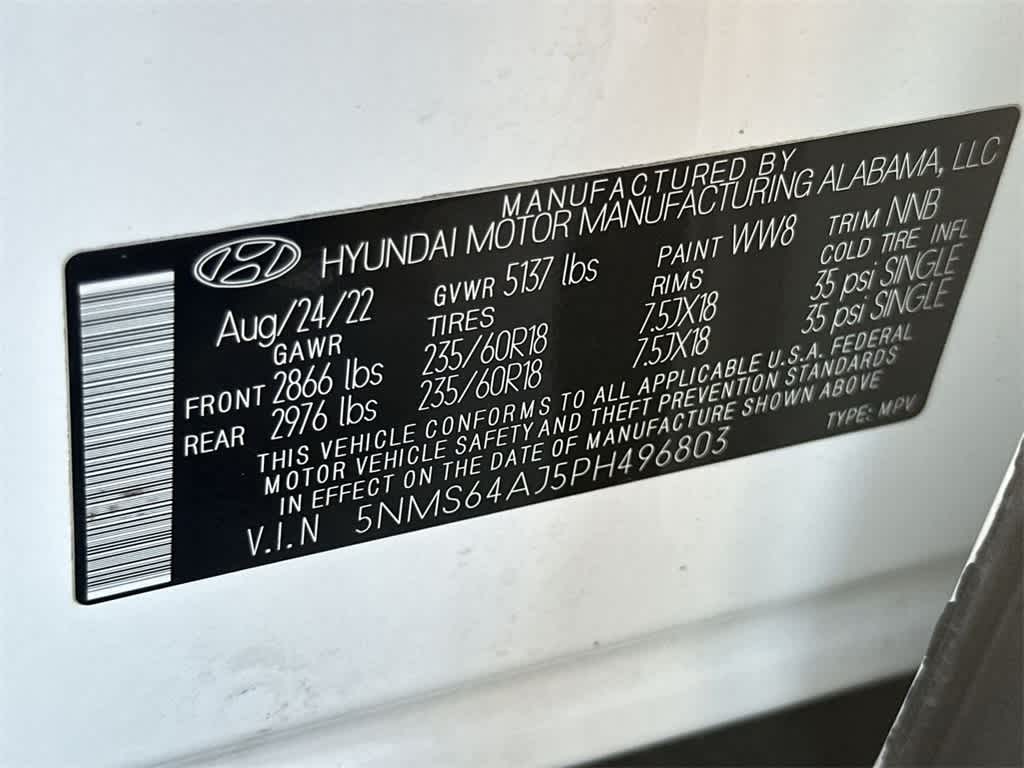 MANUFACTURED BY
HYUNDAI MOTOR MANUFACTURING ALABAMA, LLC
Aug/24/22 GVWR 5137 lbs PAINT WW8 TRIM NNB
GAWR TIRES RIMS COLD TIRE INFL
FRONT 2866 lbs 235/60R18 7.5JX18 35 psi SINGLE
REAR 2976 lbs 235/60R18 7.5JX18 35 psi SINGLE
THIS VEHICLE CONFORMS TO ALL APPLICABLE U.S.A. FEDERAL
MOTOR VEHICLE SAFETY AND THEFT PREVENTION STANDARDS
IN EFFECT ON THE DATE OF MANUFACTURE SHOWN ABOVE
V.I.N 5NMS64AJ5PH496803 TYPE: MPV